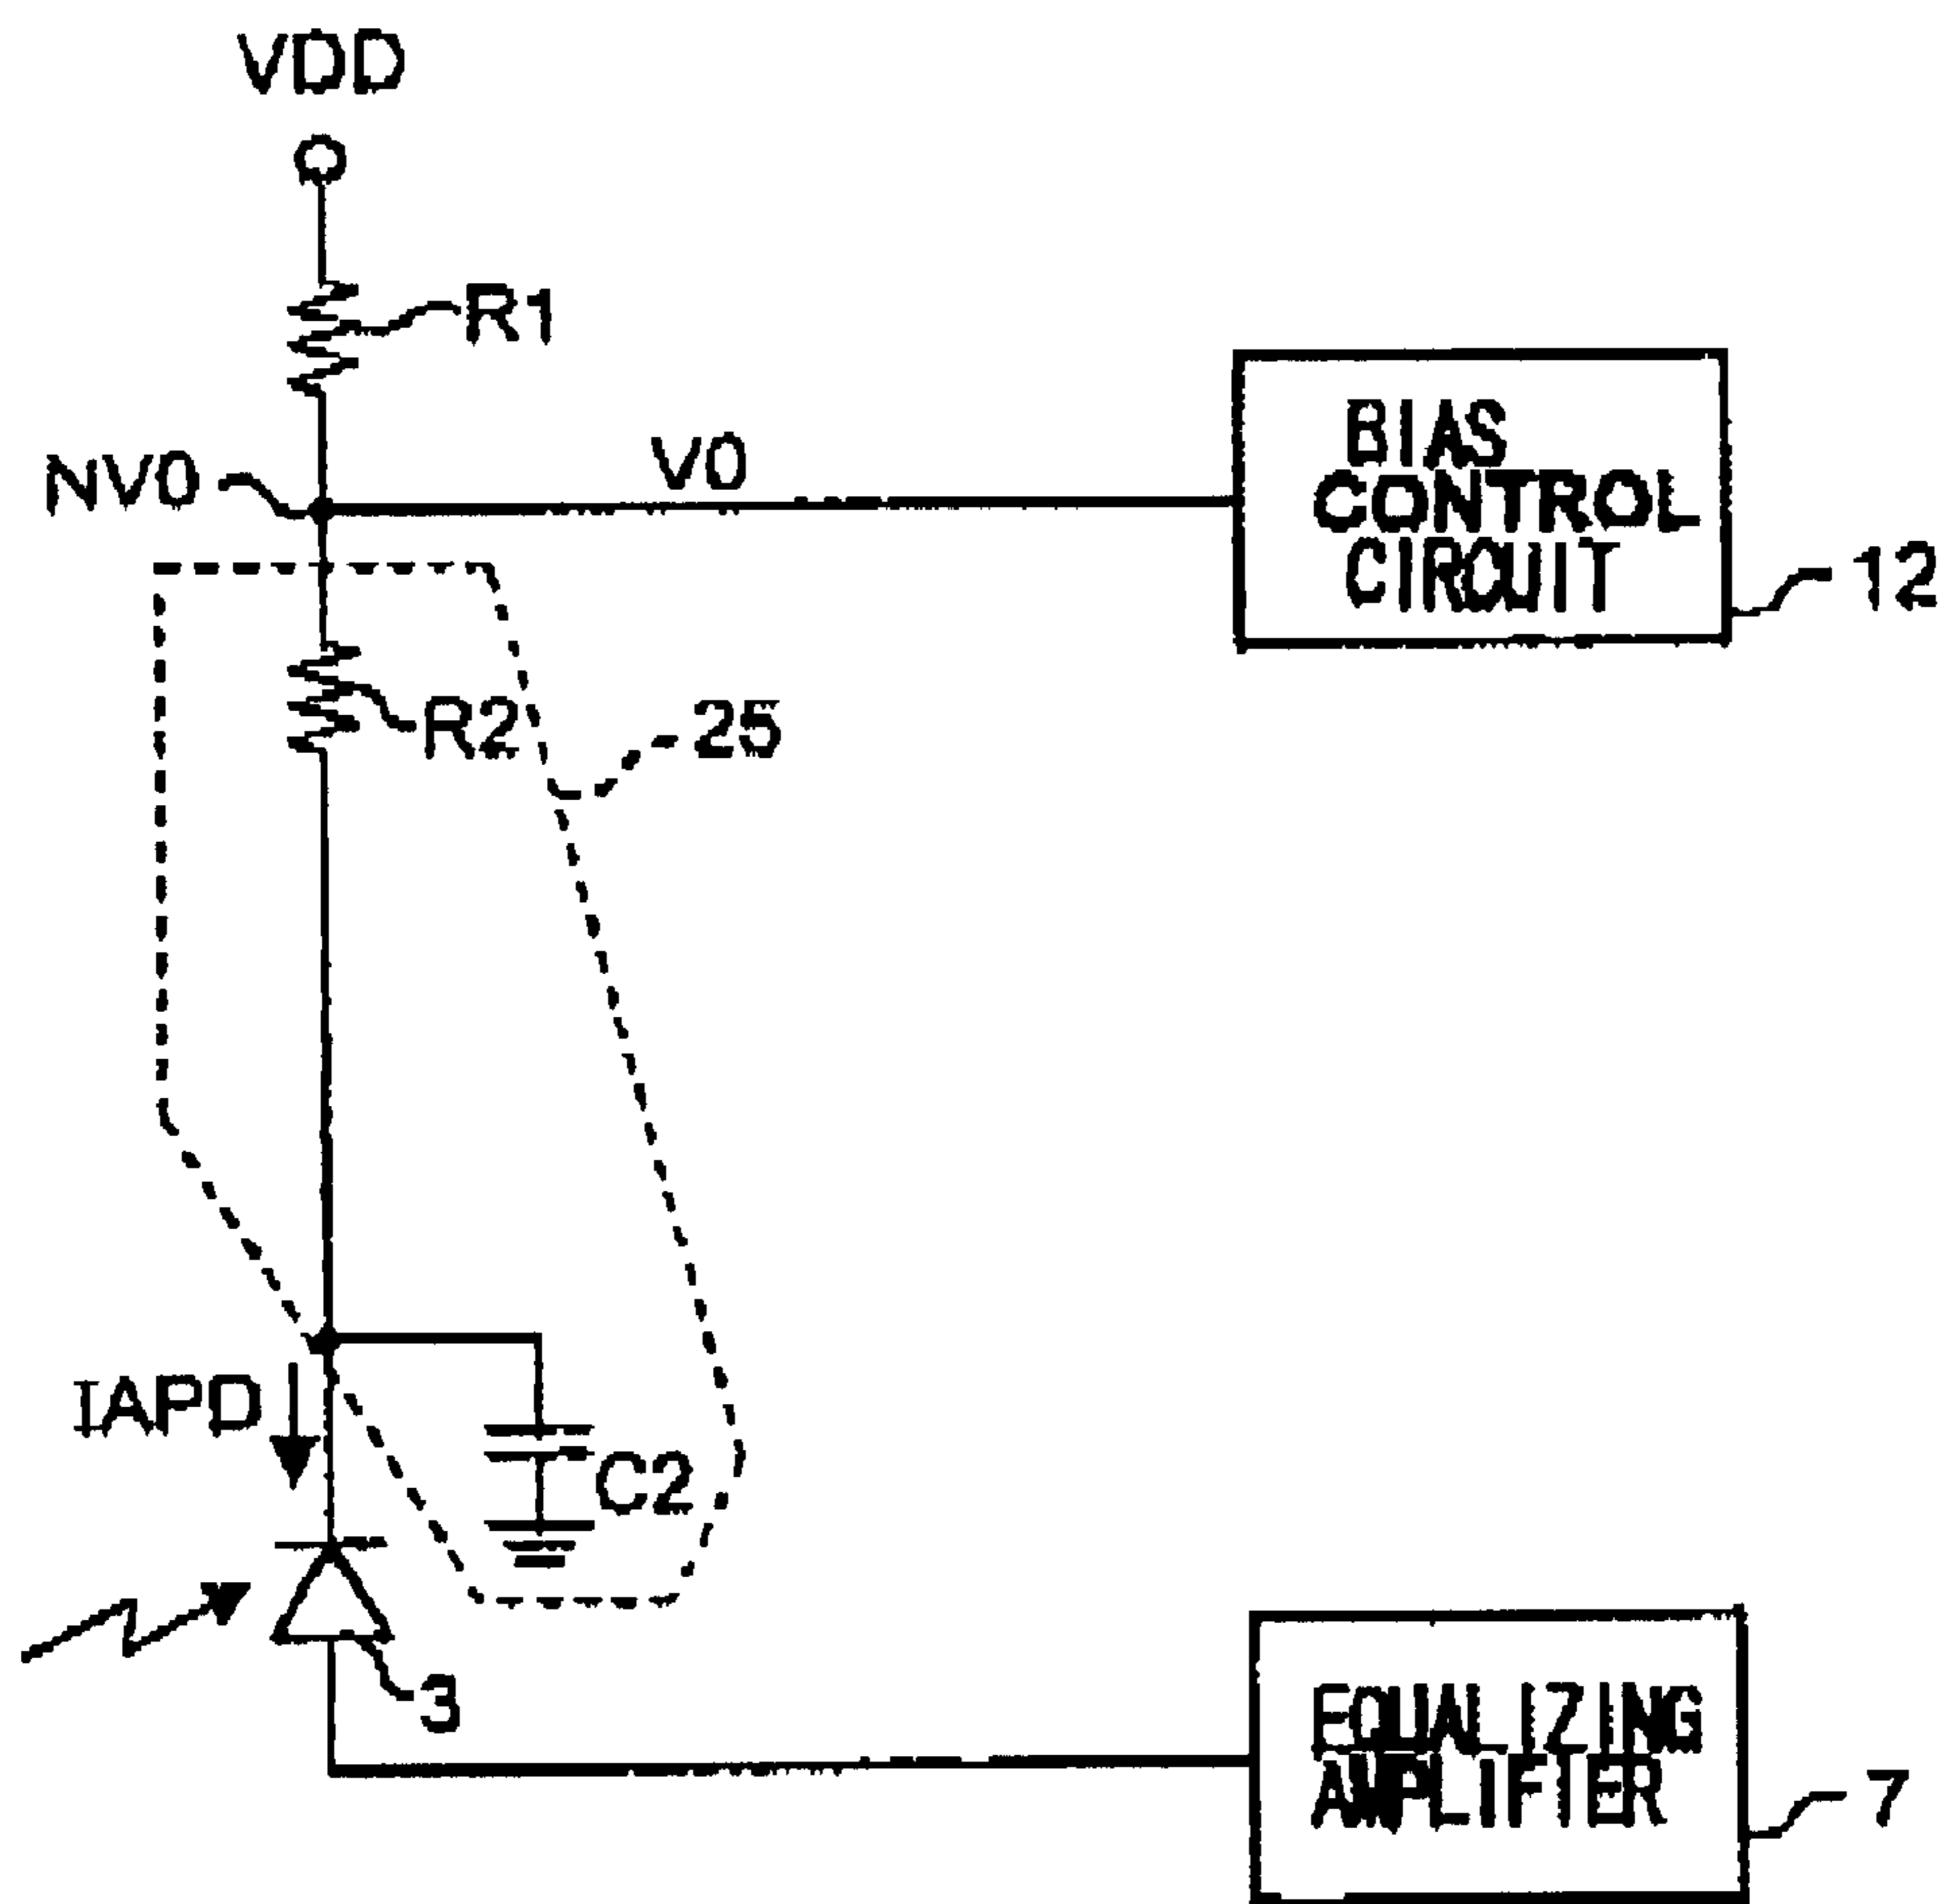 VDD
R1
NV0
V0
BIAS
CONTROL
CIRCUIT
12
R2
25
IAPD
C2
3
EQUALIZING
AMPLIFIER
7